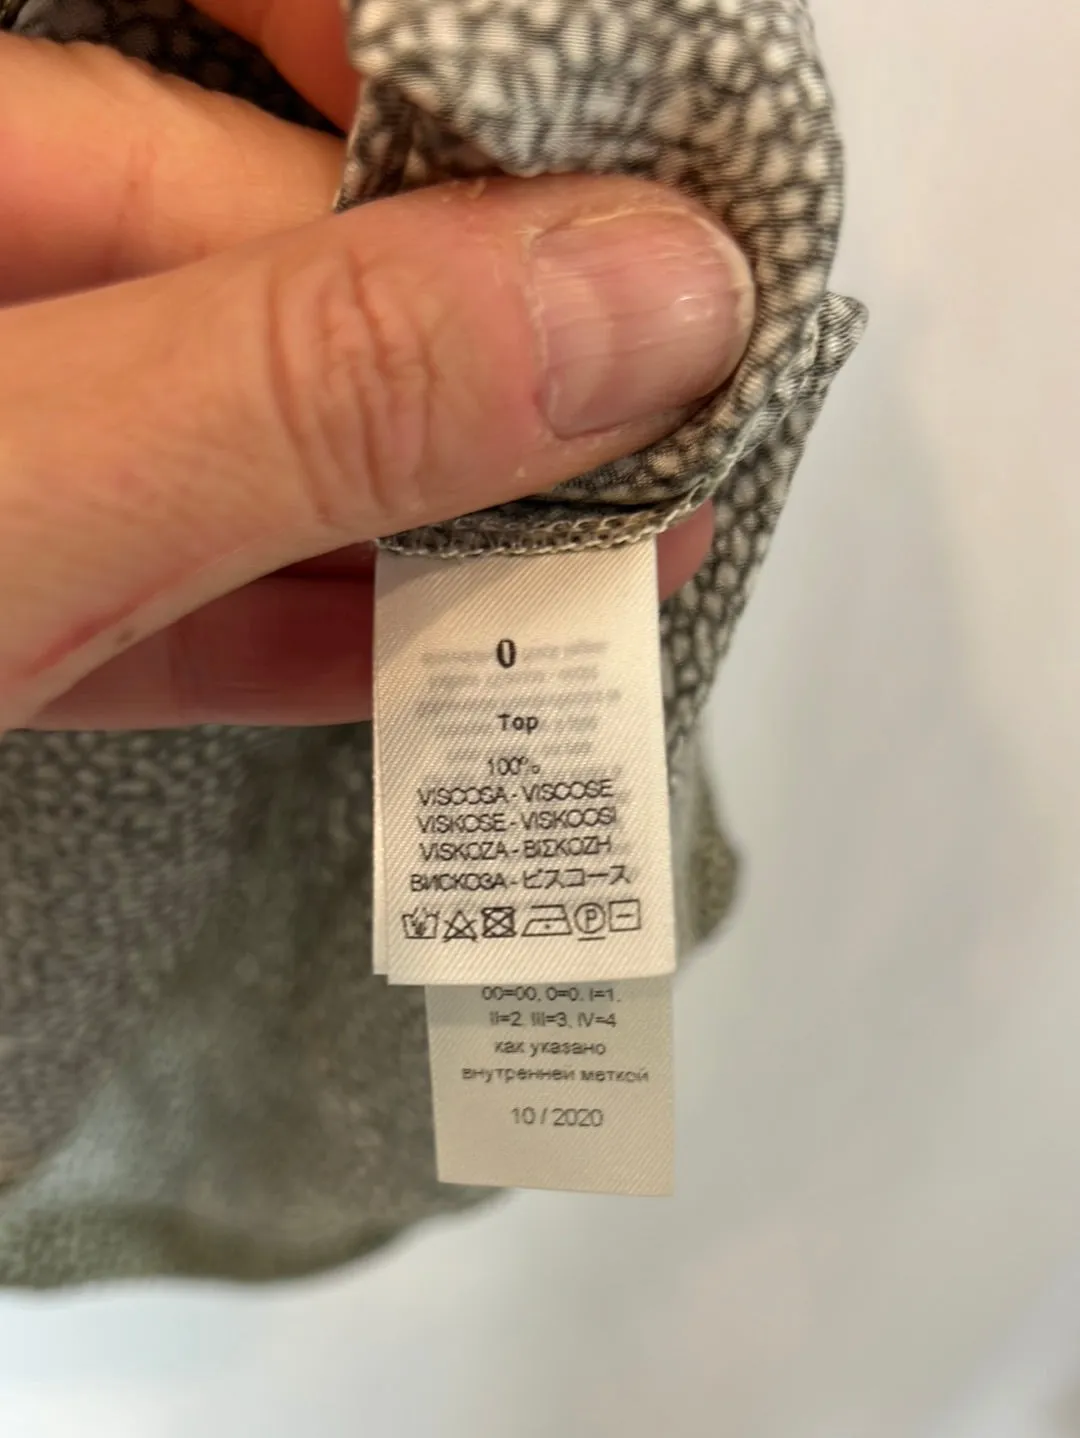 0
Top
100%
VISCOSA - VISCOSE
VISKOSE - VISKOOSI
VISKOZA - ΒΙΣΚΟΖΗ
ВИСКОЗА - ビスコース
P
00=00, 0=0. I=1,
II=2. III=3, IV=4
как указано
внутренней меткой
10 / 2020